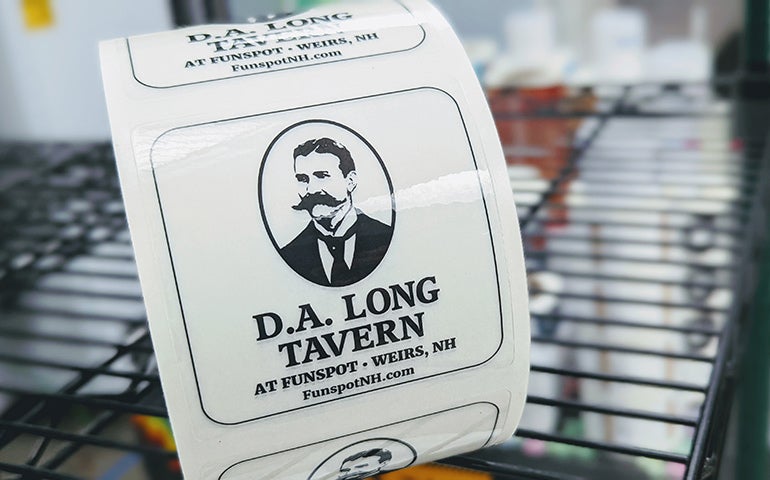 D.A. LONG
TAVERN
AT FUNSPOT • WEIRS, NH
FunspotNH.com
D.A. LONG
TAVERN
AT FUNSPOT • WEIRS, NH
FunspotNH.com